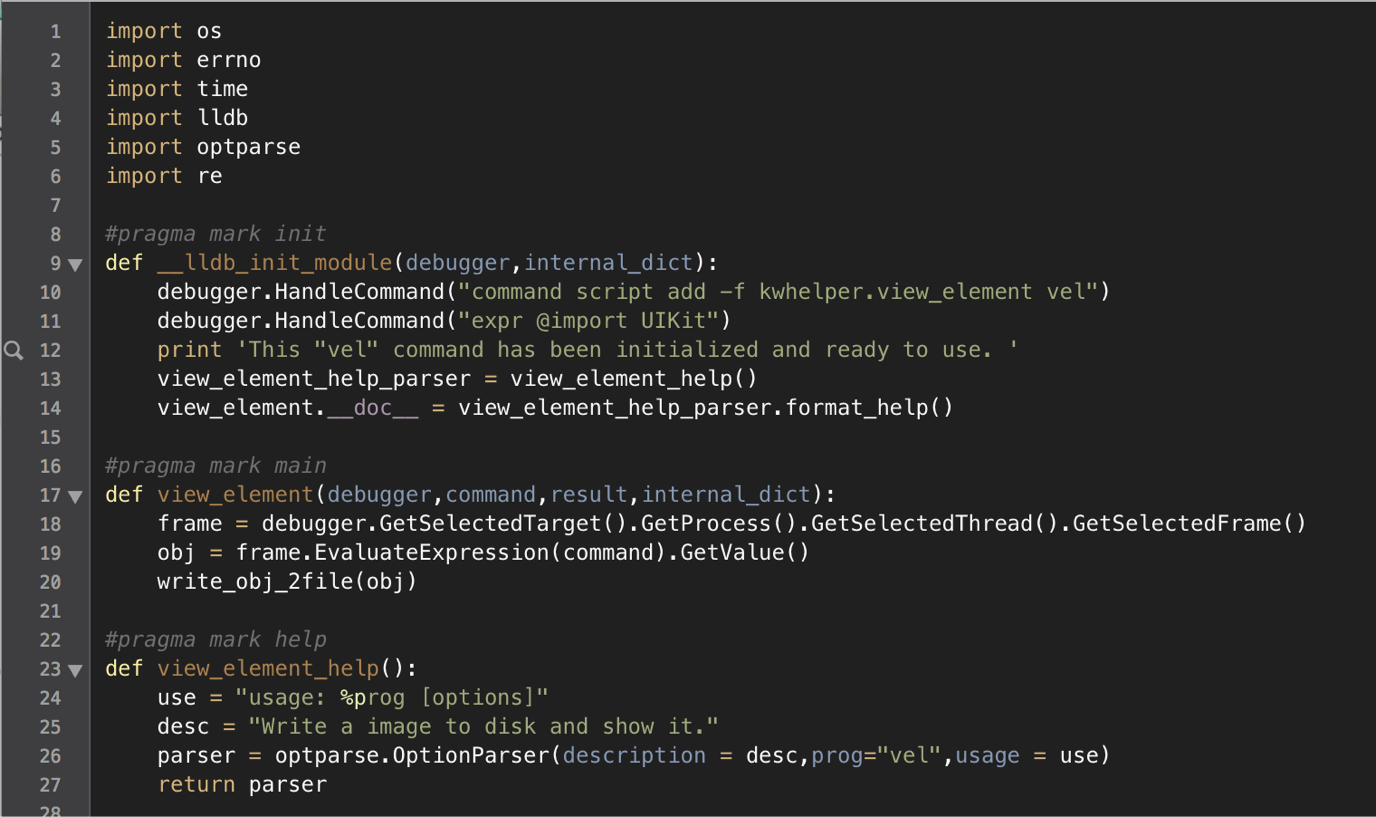 1 import os
2 import errno
3 import time
4 import lldb
5 import optparse
6 import re
7
8 #pragma mark init
9 def __lldb_init_module(debugger,internal_dict):
10     debugger.HandleCommand("command script add -f kwhelper.view_element vel")
11     debugger.HandleCommand("expr @import UIKit")
12     print 'This "vel" command has been initialized and ready to use. '
13     view_element_help_parser = view_element_help()
14     view_element.__doc__ = view_element_help_parser.format_help()
15
16 #pragma mark main
17 def view_element(debugger,command,result,internal_dict):
18     frame = debugger.GetSelectedTarget().GetProcess().GetSelectedThread().GetSelectedFrame()
19     obj = frame.EvaluateExpression(command).GetValue()
20     write_obj_2file(obj)
21
22 #pragma mark help
23 def view_element_help():
24     use = "usage: %prog [options]"
25     desc = "Write a image to disk and show it."
26     parser = optparse.OptionParser(description = desc,prog="vel",usage = use)
27     return parser
28